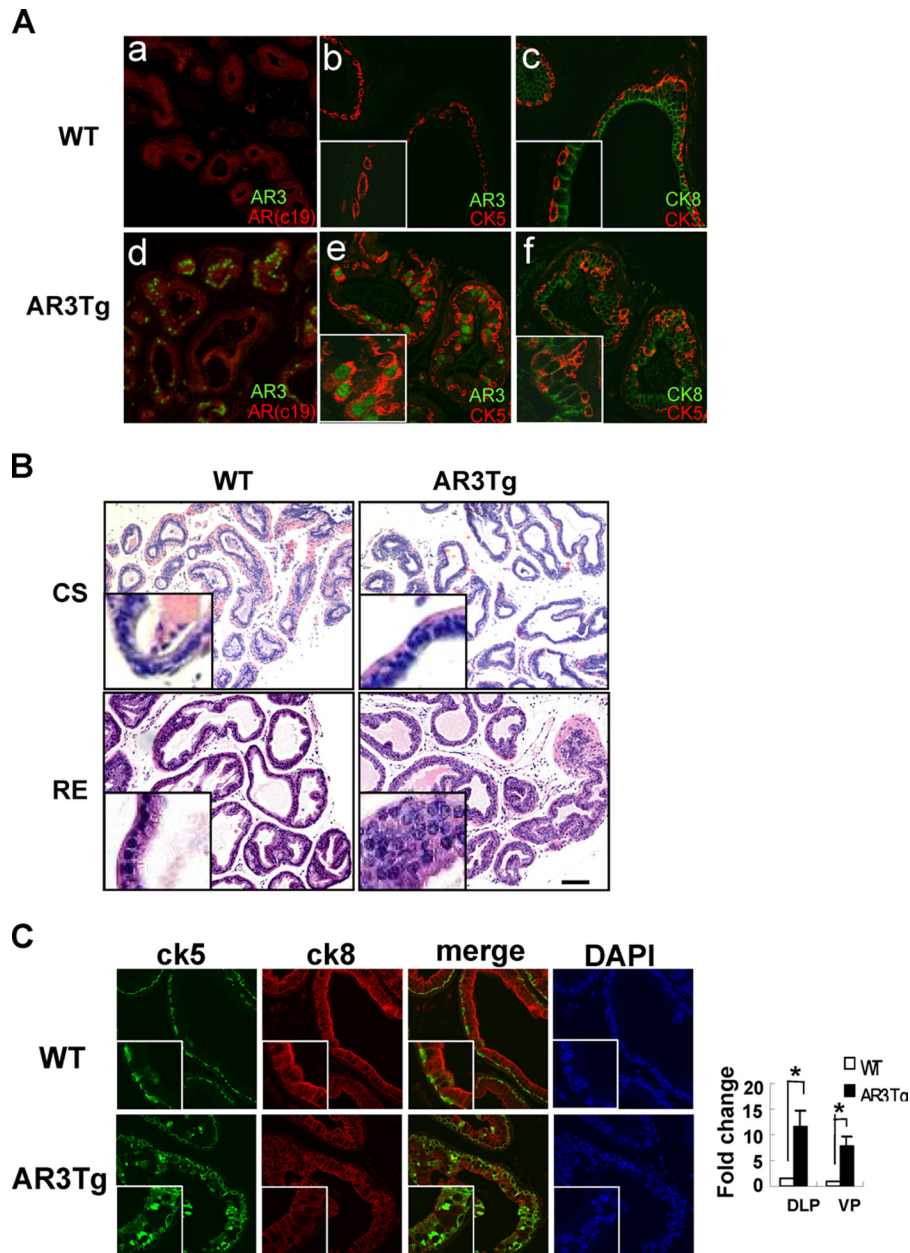 A
WT
a
AR3
AR(c19)
b
AR3
CK5
c
CK8
CK5
AR3Tg
d
AR3
AR(c19)
e
AR3
CK5
f
CK8
CK5
B
WT AR3Tg
CS
RE
C
ck5 ck8 merge DAPI
WT
AR3Tg
Fold change
20
15
10
5
0
*
*
WT
AR3Tg
DLP VP